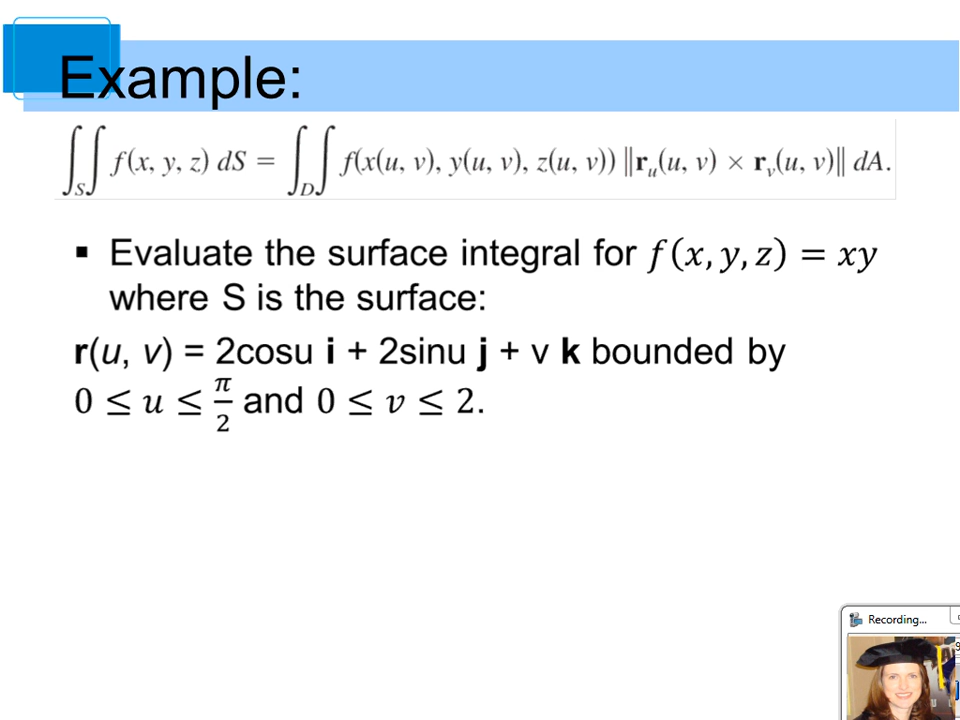 Example:
∫∫_S f(x, y, z) dS = ∫∫_D f(x(u, v), y(u, v), z(u, v)) ||r_u(u, v) × r_v(u, v)|| dA.
▪ Evaluate the surface integral for f(x, y, z) = xy
where S is the surface:
r(u, v) = 2cosu i + 2sinu j + v k bounded by
0 ≤ u ≤ π/2 and 0 ≤ v ≤ 2.
Recording...